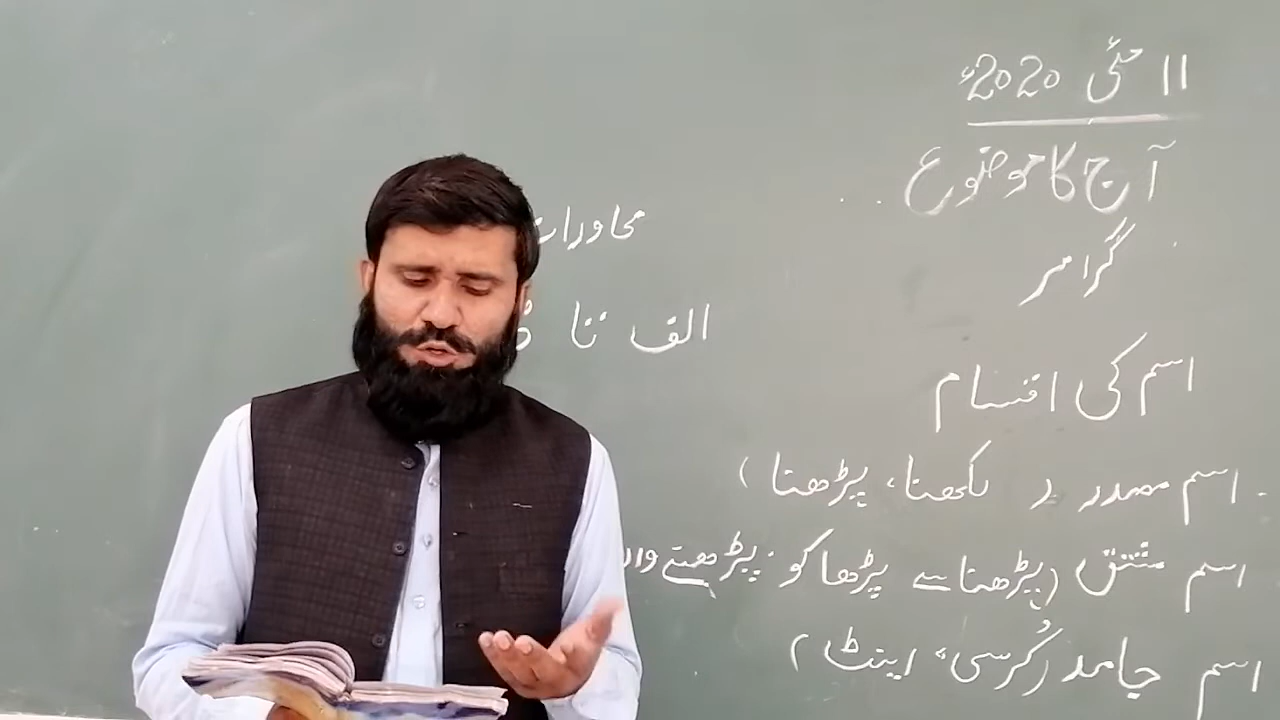 11 مئی 2020ء
آج کا موضوع ..
گرامر
اسم کی اقسام
اسم مصدر ( لکھنا، پڑھنا )
اسم مشتق (پڑھنا سے پڑھا کو، پڑھنے
اسم جامد (کرسی، اینٹ )
محاورات
الف تا